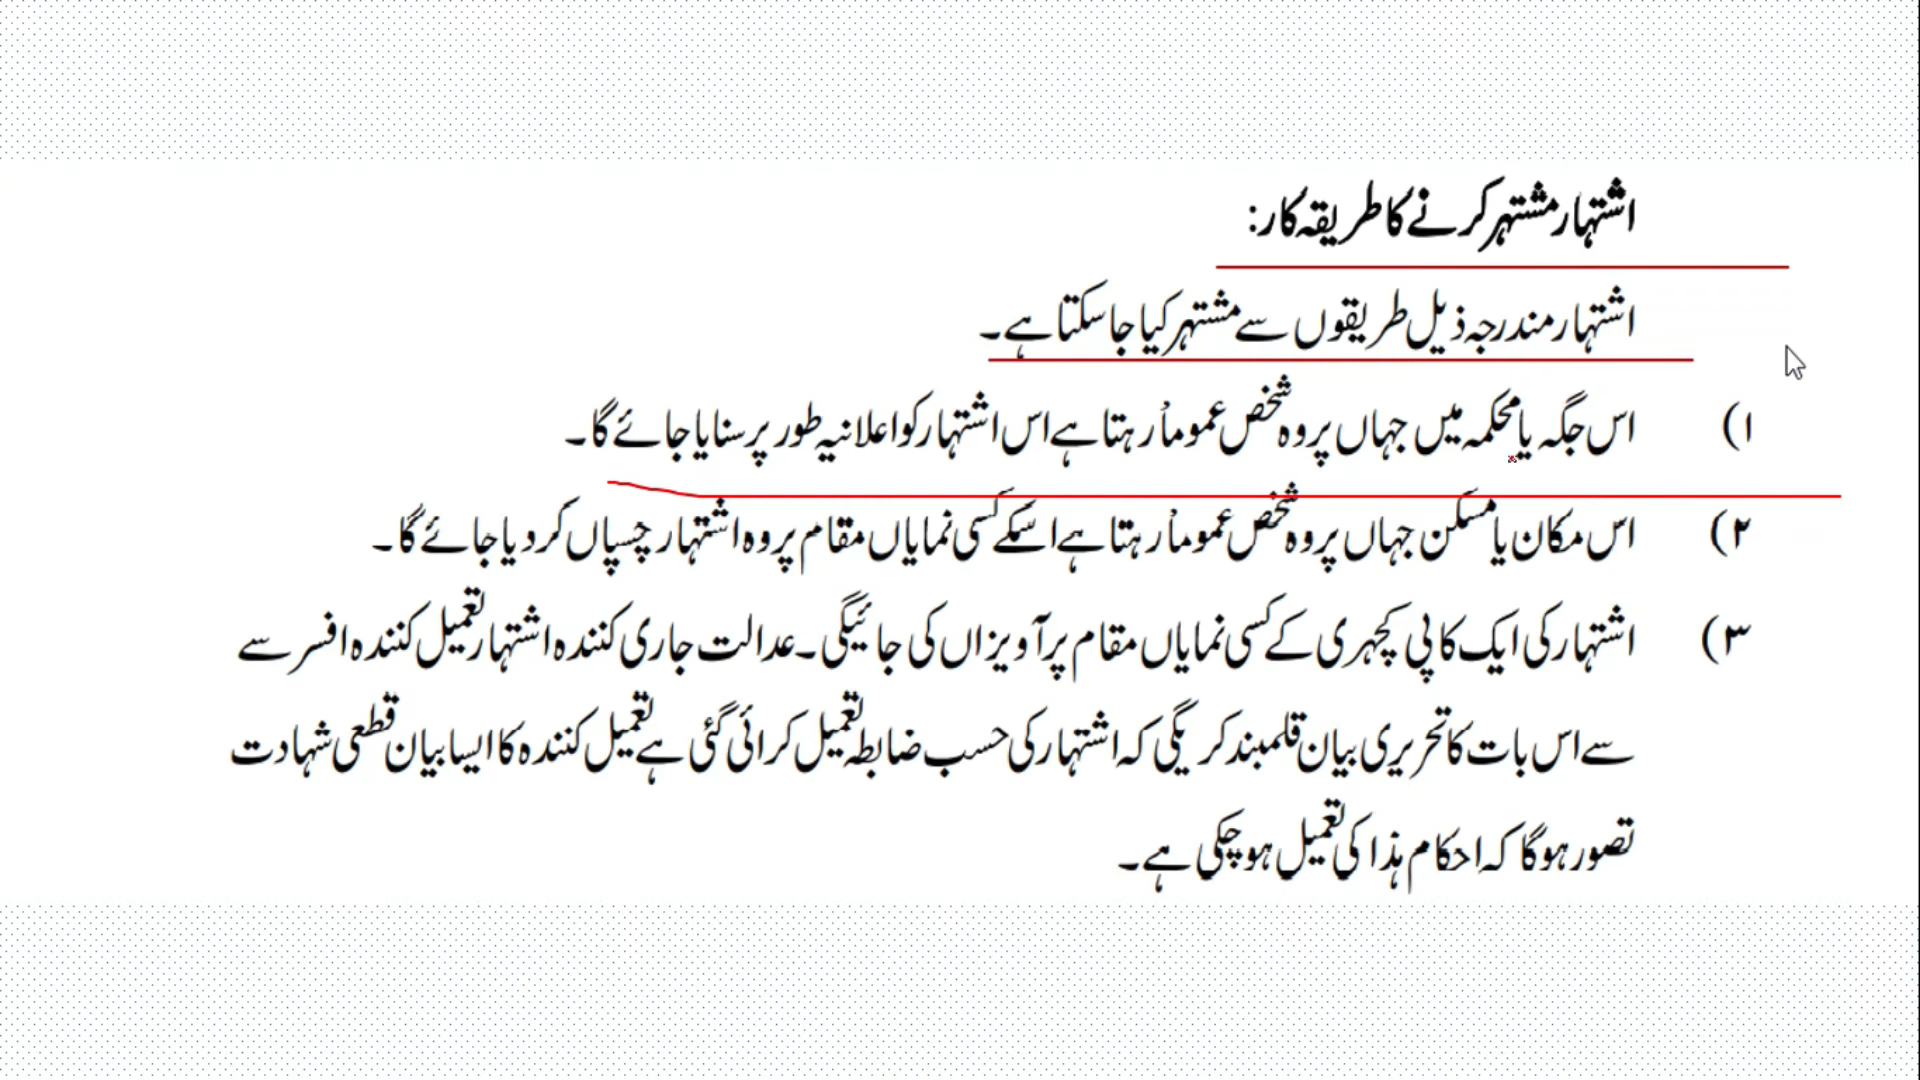 اشتہار مشتہر کرنے کا طریقہ کار:
اشتہار مندرجہ ذیل طریقوں سے مشتہر کیا جا سکتا ہے۔
۱) اس جگہ یا محکمہ میں جہاں پر وہ شخص عموماً رہتا ہے اس اشتہار کو اعلانیہ طور پر سنایا جائے گا۔
۲) اس مکان یا مسکن جہاں پر وہ شخص عموماً رہتا ہے اسکے کسی نمایاں مقام پر وہ اشتہار چسپاں کر دیا جائے گا۔
۳) اشتہار کی ایک کاپی کچہری کے کسی نمایاں مقام پر آویزاں کی جائیگی۔ عدالت جاری کنندہ اشتہار تعمیل کنندہ افسر سے
سے اس بات کا تحریری بیان قلمبند کریگی کہ اشتہار کی حسب ضابطہ تعمیل کرائی گئی ہے تعمیل کنندہ کا ایسا بیان قطعی شہادت
تصور ہوگا کہ احکام ہذا کی تعمیل ہو چکی ہے۔